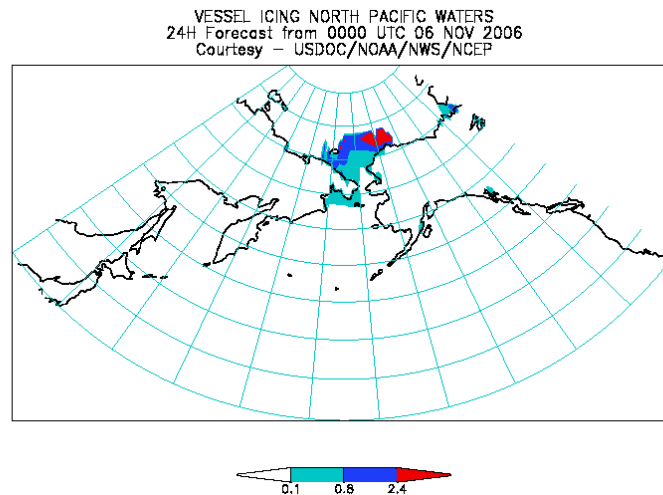 VESSEL ICING NORTH PACIFIC WATERS
24H Forecast from 0000 UTC 06 NOV 2006
Courtesy - USDOC/NOAA/NWS/NCEP
0.1 0.8 2.4